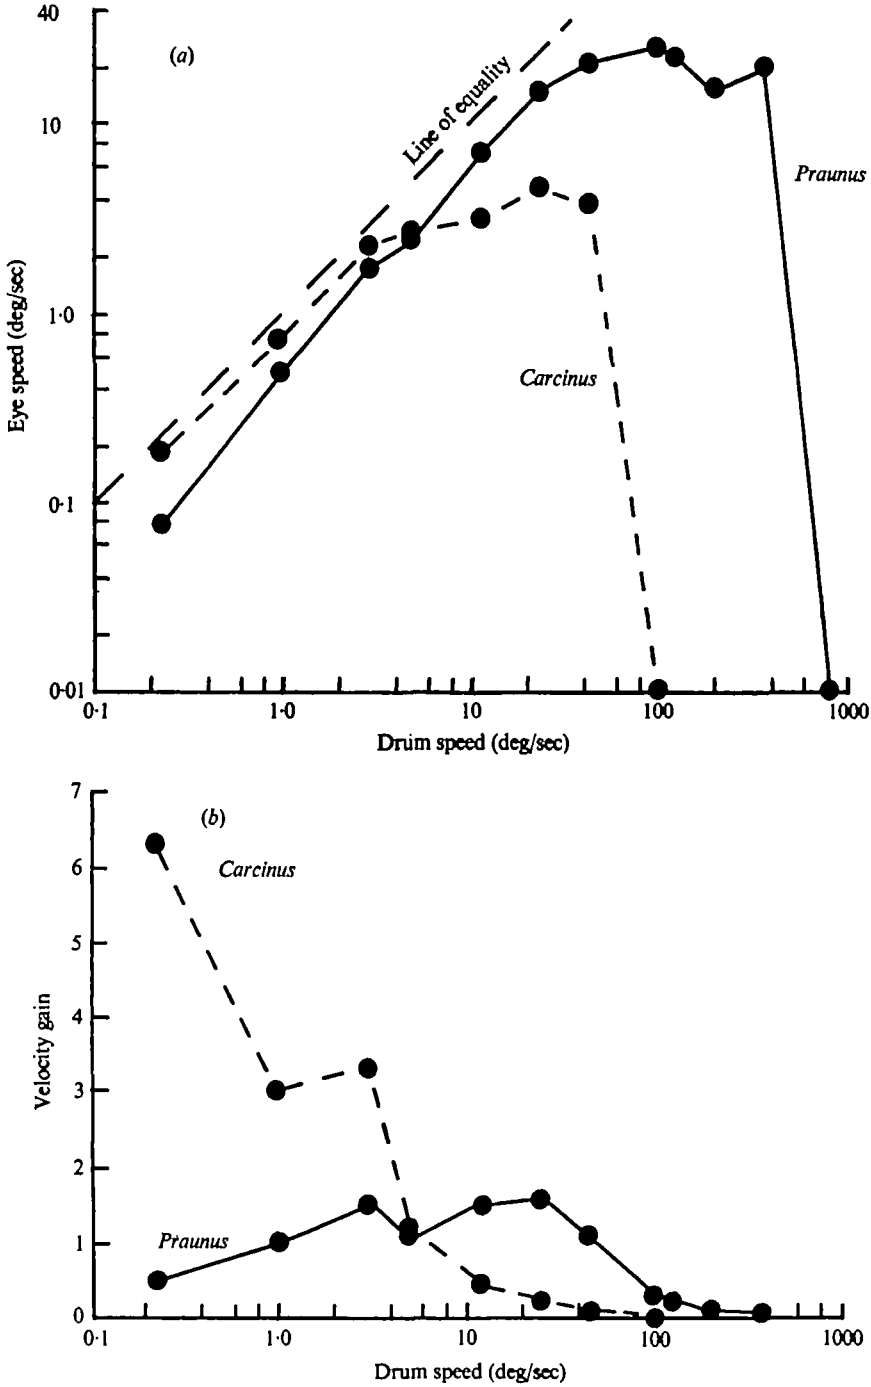 40
(a)
Line of equality
10
Praunus
Eye speed (deg/sec)
1·0
Carcinus
0·1
0·01
0·1
1·0
10
100
1000
Drum speed (deg/sec)
7
(b)
6
Carcinus
5
4
Velocity gain
3
2
Praunus
1
0
0·1
1·0
10
100
1000
Drum speed (deg/sec)